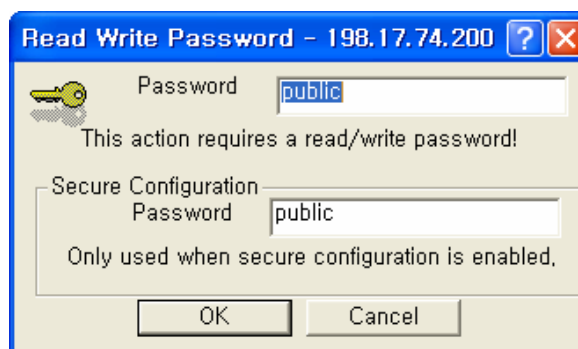 Read Write Password - 198.17.74.200
Password public
This action requires a read/write password!
Secure Configuration
Password public
Only used when secure configuration is enabled,
OK Cancel